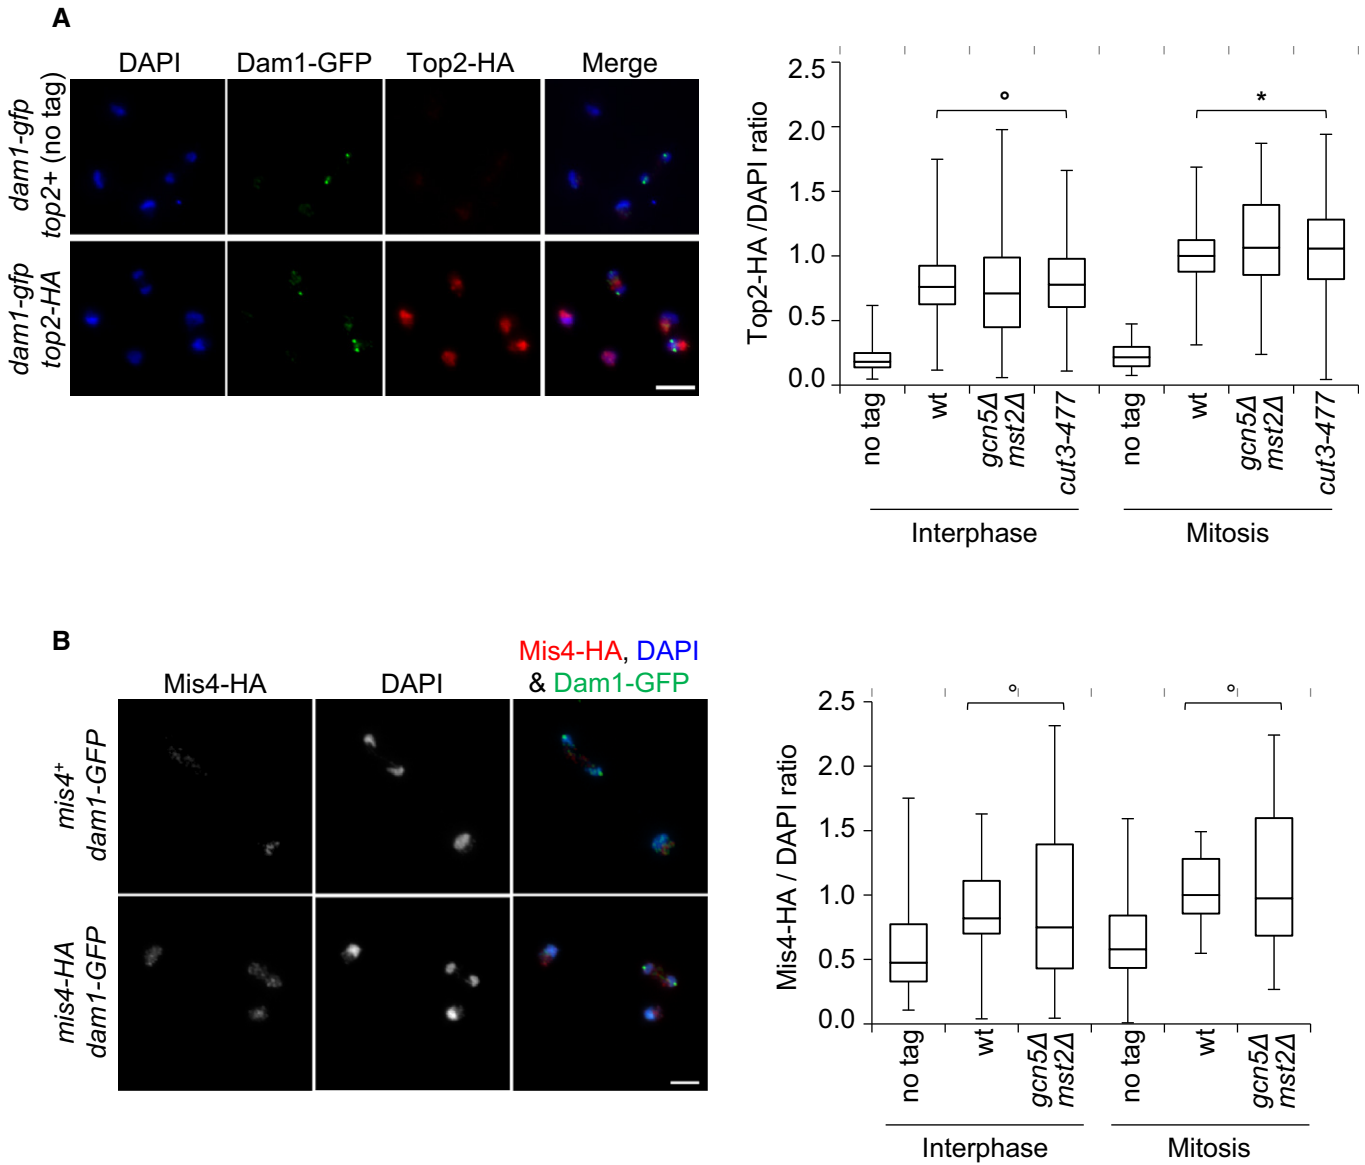 A
DAPI Dam1-GFP Top2-HA Merge
dam1-gfp
top2+ (no tag)
dam1-gfp
top2-HA
Top2-HA /DAPI ratio
2.5
2.0
1.5
1.0
0.5
0.0
° *
no tag wt gcn5Δ mst2Δ cut3-477 no tag wt gcn5Δ mst2Δ cut3-477
Interphase Mitosis
B
Mis4-HA DAPI Mis4-HA, DAPI
& Dam1-GFP
mis4⁺
dam1-GFP
mis4-HA
dam1-GFP
Mis4-HA / DAPI ratio
2.5
2.0
1.5
1.0
0.5
0.0
° °
no tag wt gcn5Δ mst2Δ no tag wt gcn5Δ mst2Δ
Interphase Mitosis